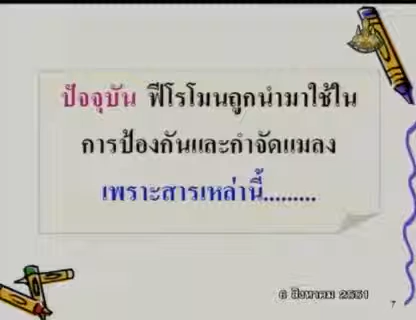 ปัจจุบัน ฟีโรโมนถูกนำมาใช้ใน
การป้องกันและกำจัดแมลง
เพราะสารเหล่านี้.........
6 สิงหาคม 2551
7